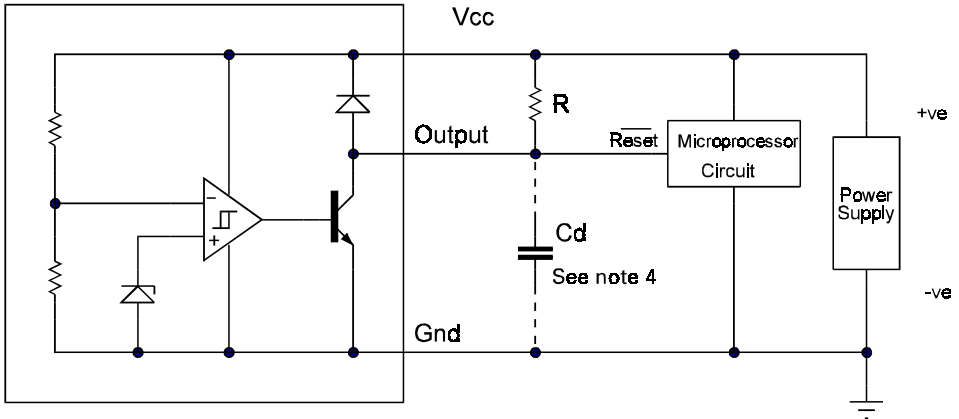 Vcc
R
Output
Reset
Microprocessor
Circuit
+ve
Power
Supply
−
+
Cd
See note 4
-ve
Gnd